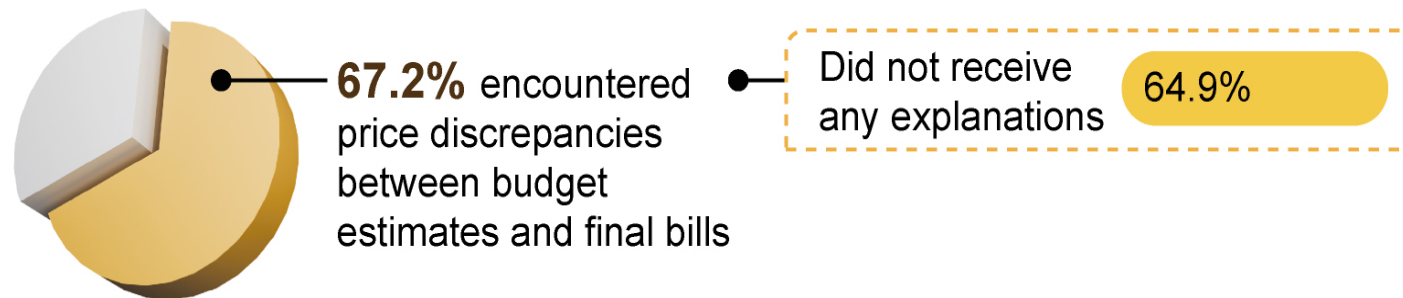 67.2% encountered
price discrepancies
between budget
estimates and final bills
Did not receive
any explanations
64.9%